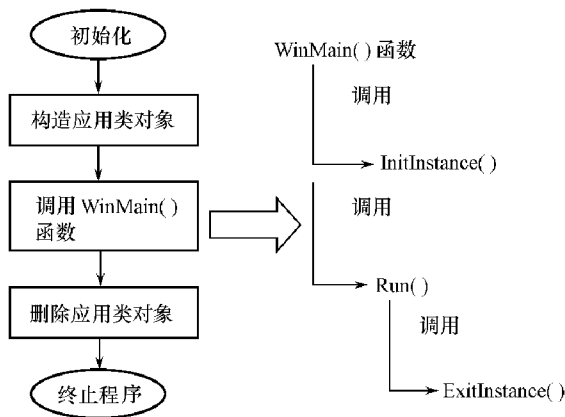 初始化
构造应用类对象
调用 WinMain( )
函数
删除应用类对象
终止程序
WinMain( ) 函数
调用
InitInstance( )
调用
Run( )
调用
ExitInstance( )